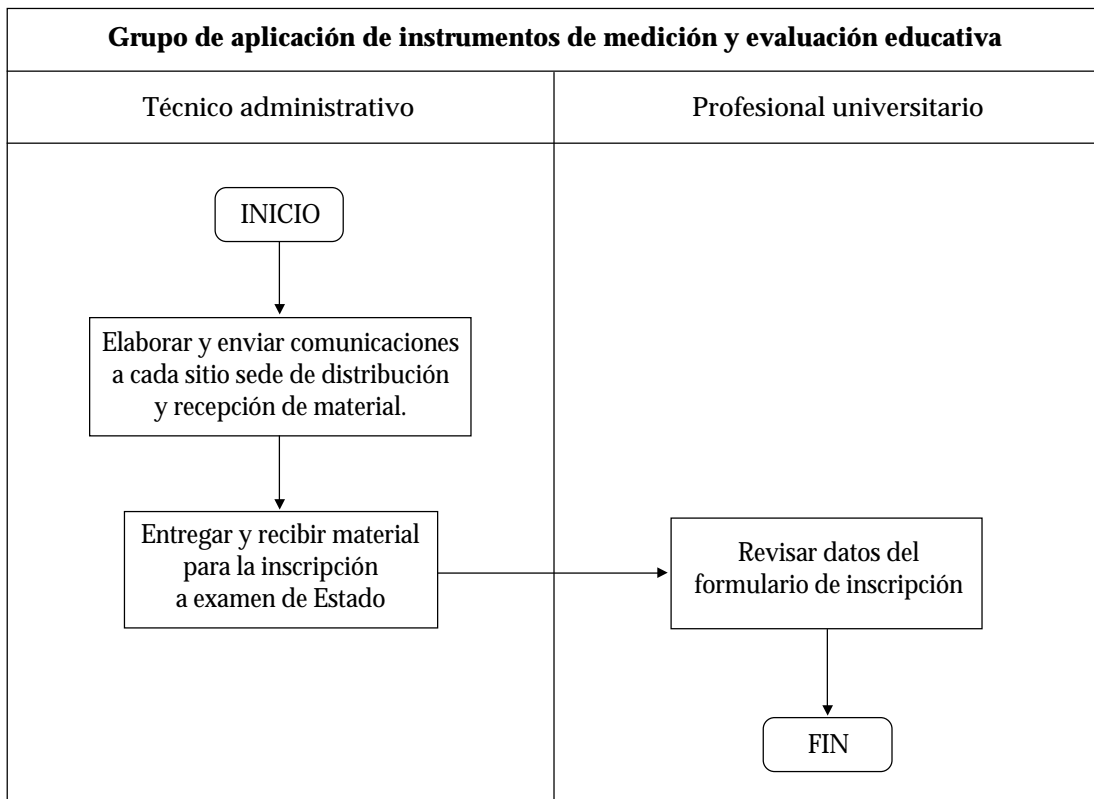 Grupo de aplicación de instrumentos de medición y evaluación educativa
Técnico administrativo
Profesional universitario
INICIO
Elaborar y enviar comunicaciones
a cada sitio sede de distribución
y recepción de material.
Entregar y recibir material
para la inscripción
a examen de Estado
Revisar datos del
formulario de inscripción
FIN